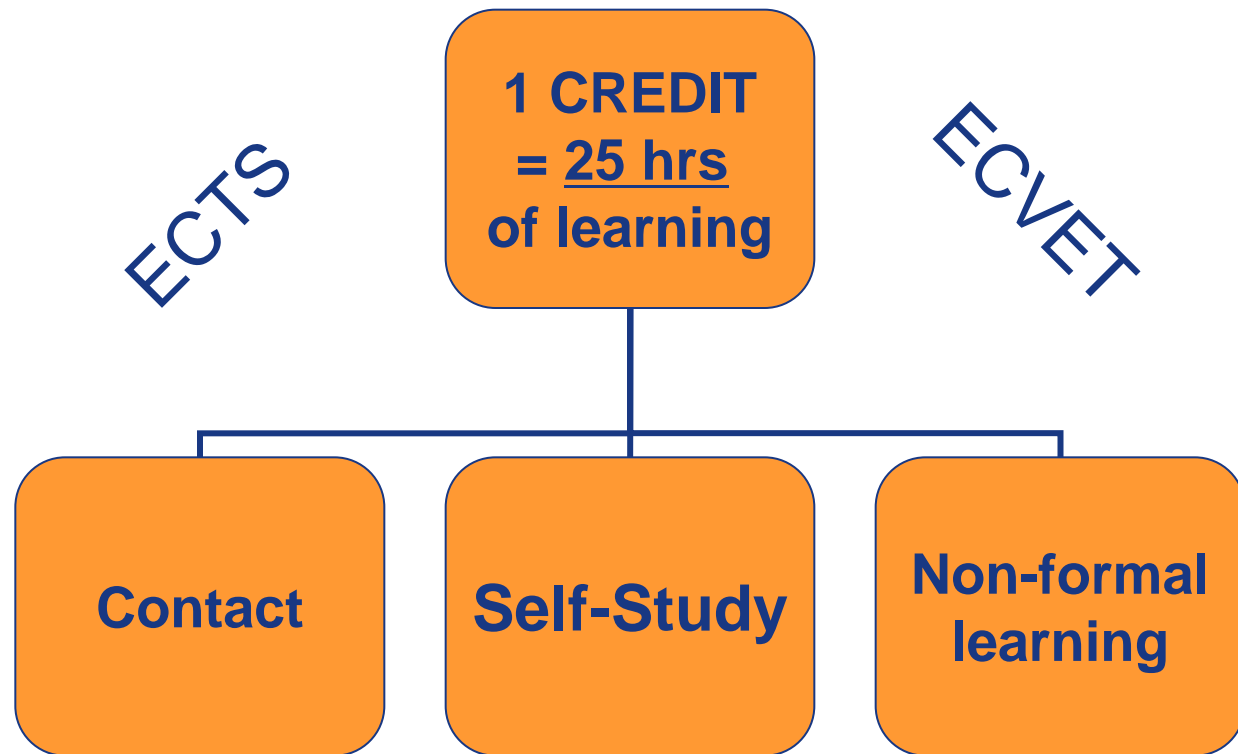 ECTS
1 CREDIT
= 25 hrs
of learning
ECVET
Contact
Self-Study
Non-formal
learning